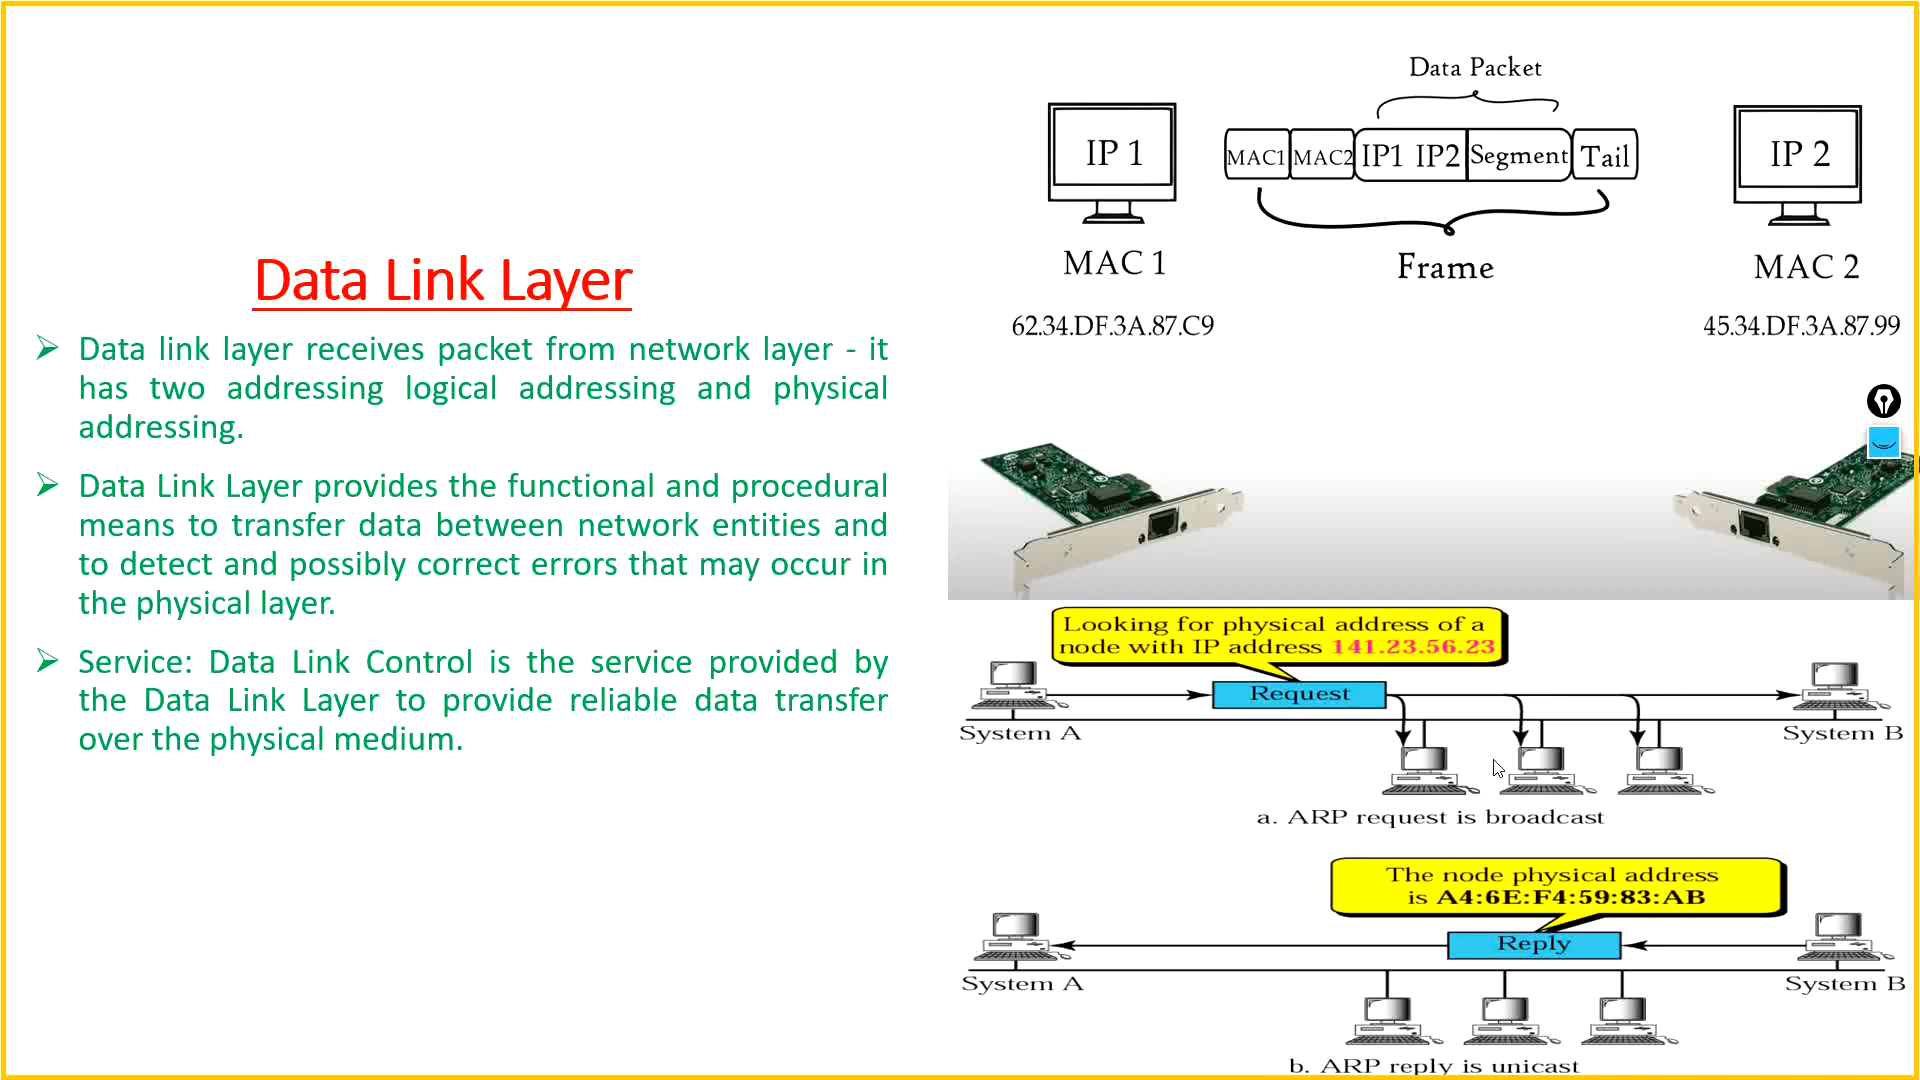 Data Link Layer
Data link layer receives packet from network layer - it
has two addressing logical addressing and physical
addressing.
Data Link Layer provides the functional and procedural
means to transfer data between network entities and
to detect and possibly correct errors that may occur in
the physical layer.
Service: Data Link Control is the service provided by
the Data Link Layer to provide reliable data transfer
over the physical medium.
Data Packet
IP 1
MAC1 MAC2 IP1 IP2 Segment Tail
IP 2
MAC 1
Frame
MAC 2
62.34.DF.3A.87.C9
45.34.DF.3A.87.99
Looking for physical address of a
node with IP address 141.23.56.23
Request
System A
System B
a. ARP request is broadcast
The node physical address
is A4:6E:F4:59:83:AB
Reply
System A
System B
b. ARP reply is unicast